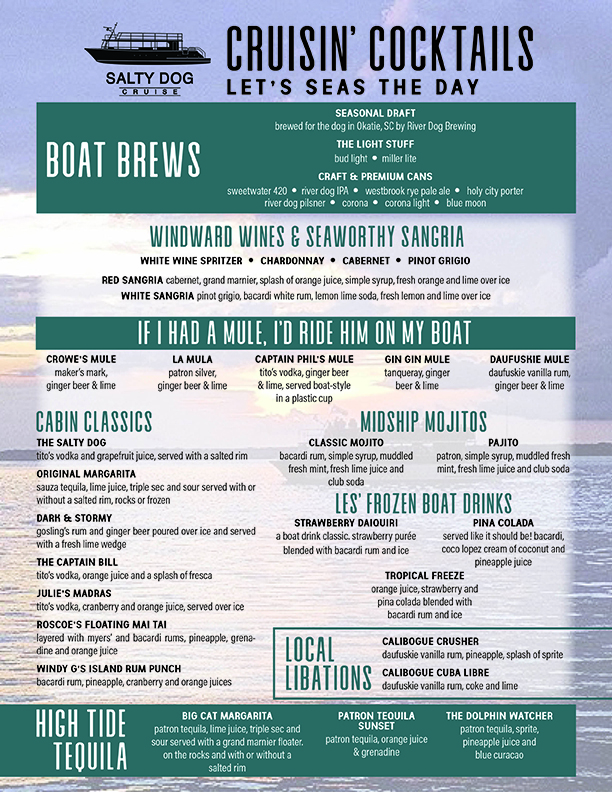 CRUISIN' COCKTAILS
LET'S SEAS THE DAY
SALTY DOG
CRUISE
BOAT BREWS
SEASONAL DRAFT
brewed for the dog in Okatie, SC by River Dog Brewing
THE LIGHT STUFF
bud light • miller lite
CRAFT & PREMIUM CANS
sweetwater 420 • river dog IPA • westbrook rye pale ale • holy city porter
river dog pilsner • corona • corona light • blue moon
WINDWARD WINES & SEAWORTHY SANGRIA
WHITE WINE SPRITZER • CHARDONNAY • CABERNET • PINOT GRIGIO
RED SANGRIA cabernet, grand marnier, splash of orange juice, simple syrup, fresh orange and lime over ice
WHITE SANGRIA pinot grigio, bacardi white rum, lemon lime soda, fresh lemon and lime over ice
IF I HAD A MULE, I'D RIDE HIM ON MY BOAT
CROWE'S MULE
maker's mark,
ginger beer & lime
LA MULA
patron silver,
ginger beer & lime
CAPTAIN PHIL'S MULE
tito's vodka, ginger beer
& lime, served boat-style
in a plastic cup
GIN GIN MULE
tanqueray, ginger
beer & lime
DAUFUSKIE MULE
daufuskie vanilla rum,
ginger beer & lime
CABIN CLASSICS
THE SALTY DOG
tito's vodka and grapefruit juice, served with a salted rim
ORIGINAL MARGARITA
sauza tequila, lime juice, triple sec and sour served with or
without a salted rim, rocks or frozen
DARK & STORMY
gosling's rum and ginger beer poured over ice and served
with a fresh lime wedge
THE CAPTAIN BILL
tito's vodka, orange juice and a splash of fresca
JULIE'S MADRAS
tito's vodka, cranberry and orange juice, served over ice
ROSCOE'S FLOATING MAI TAI
layered with myers' and bacardi rums, pineapple, grena-
dine and orange juice
WINDY G'S ISLAND RUM PUNCH
bacardi rum, pineapple, cranberry and orange juices
MIDSHIP MOJITOS
CLASSIC MOJITO
bacardi rum, simple syrup, muddled
fresh mint, fresh lime juice and
club soda
PAJITO
patron, simple syrup, muddled fresh
mint, fresh lime juice and club soda
LES' FROZEN BOAT DRINKS
STRAWBERRY DAIQUIRI
a boat drink classic. strawberry purée
blended with bacardi rum and ice
PINA COLADA
served like it should be! bacardi,
coco lopez cream of coconut and
pineapple juice
TROPICAL FREEZE
orange juice, strawberry and
pina colada blended with
bacardi rum and ice
LOCAL
LIBATIONS
CALIBOGUE CRUSHER
daufuskie vanilla rum, pineapple, splash of sprite
CALIBOGUE CUBA LIBRE
daufuskie vanilla rum, coke and lime
HIGH TIDE
TEQUILA
BIG CAT MARGARITA
patron tequila, lime juice, triple sec and
sour served with a grand marnier floater.
on the rocks and with or without a
salted rim
PATRON TEQUILA
SUNSET
patron tequila, orange juice
& grenadine
THE DOLPHIN WATCHER
patron tequila, sprite,
pineapple juice and
blue curacao